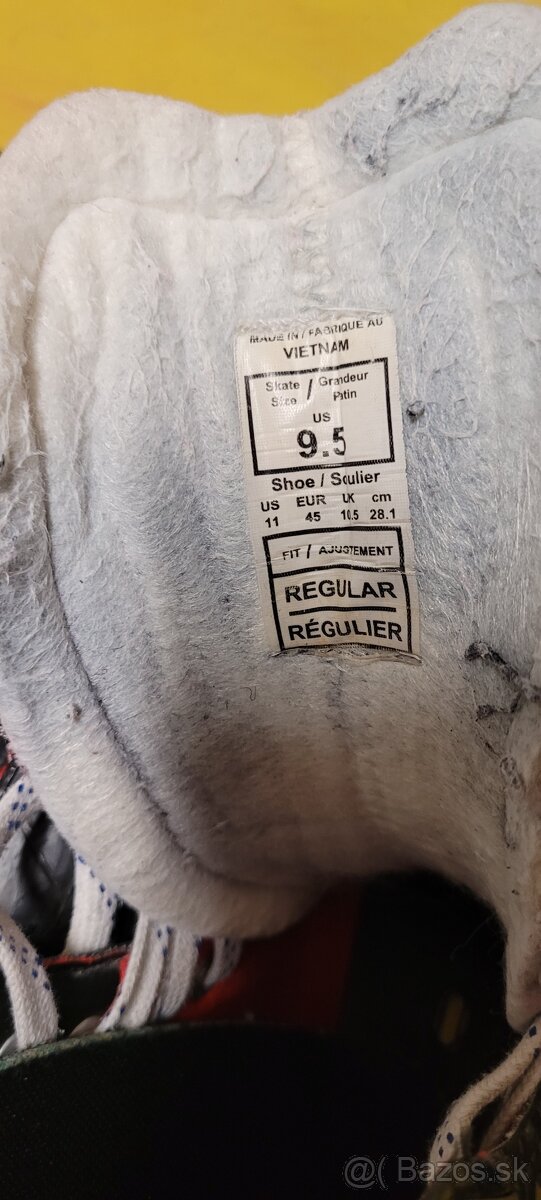 MADE IN / FABRIQUE AU
VIETNAM
Skate Size / Grandeur Patin
US
9.5
Shoe / Soulier
US EUR UK cm
11 45 10.5 28.1
FIT / AJUSTEMENT
REGULAR
RÉGULIER
@( Bazos.sk